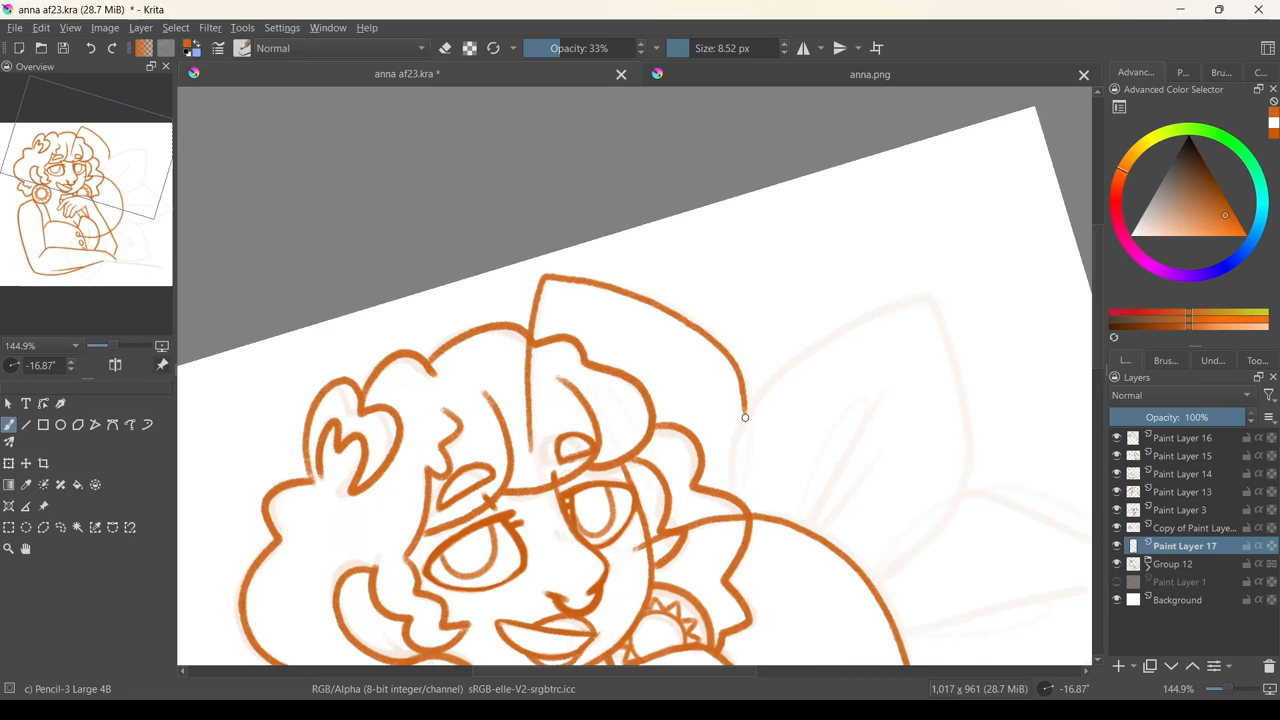 anna af23.kra (28.7 MiB) * - Krita
File Edit View Image Layer Select Filter Tools Settings Window Help
Normal Opacity: 33% Size: 8.52 px
Overview
anna af23.kra *
anna.png
Advanc... P... Bru... C...
Advanced Color Selector
144.9%
-16.87°
L... Brus... Und... Too...
Layers
Normal
Opacity: 100%
Paint Layer 16
Paint Layer 15
Paint Layer 14
Paint Layer 13
Paint Layer 3
Copy of Paint Laye...
Paint Layer 17
Group 12
Paint Layer 1
Background
c) Pencil-3 Large 4B
RGB/Alpha (8-bit integer/channel) sRGB-elle-V2-srgbtrc.icc
1,017 x 961 (28.7 MiB)
-16.87°
144.9%